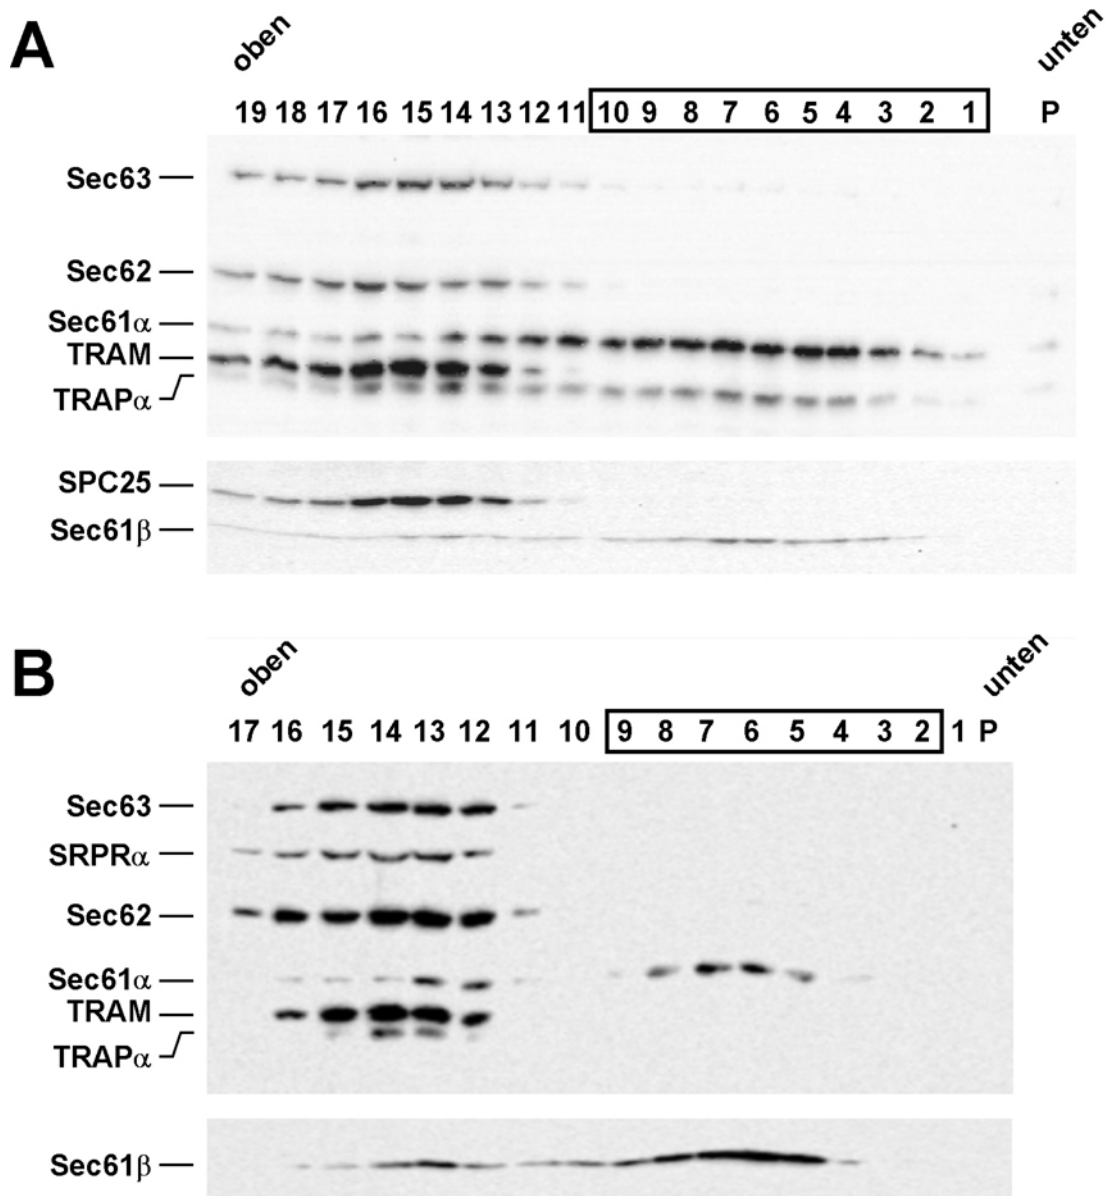 A
oben
unten
19 18 17 16 15 14 13 12 11 10 9 8 7 6 5 4 3 2 1 P
Sec63
Sec62
Sec61α
TRAM
TRAPα
SPC25
Sec61β
B
oben
unten
17 16 15 14 13 12 11 10 9 8 7 6 5 4 3 2 1 P
Sec63
SRPRα
Sec62
Sec61α
TRAM
TRAPα
Sec61β